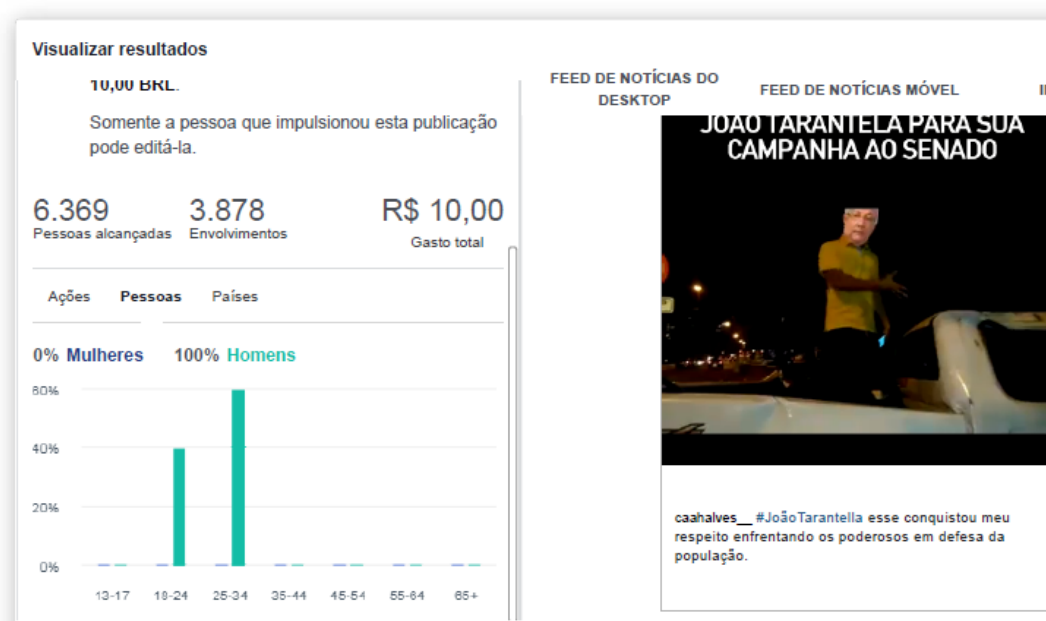 Visualizar resultados
10,00 BRL.
Somente a pessoa que impulsionou esta publicação
pode editá-la.
6.369
3.878
R$ 10,00
Pessoas alcançadas
Envolvimentos
Gasto total
Ações
Pessoas
Países
0% Mulheres
100% Homens
60%
40%
20%
0%
13-17
18-24
25-34
35-44
45-54
55-64
65+
FEED DE NOTÍCIAS DO
DESKTOP
FEED DE NOTÍCIAS MÓVEL
JOÃO TARANTELA PARA SUA
CAMPANHA AO SENADO
caahalves__ #JoãoTarantella esse conquistou meu
respeito enfrentando os poderosos em defesa da
população.